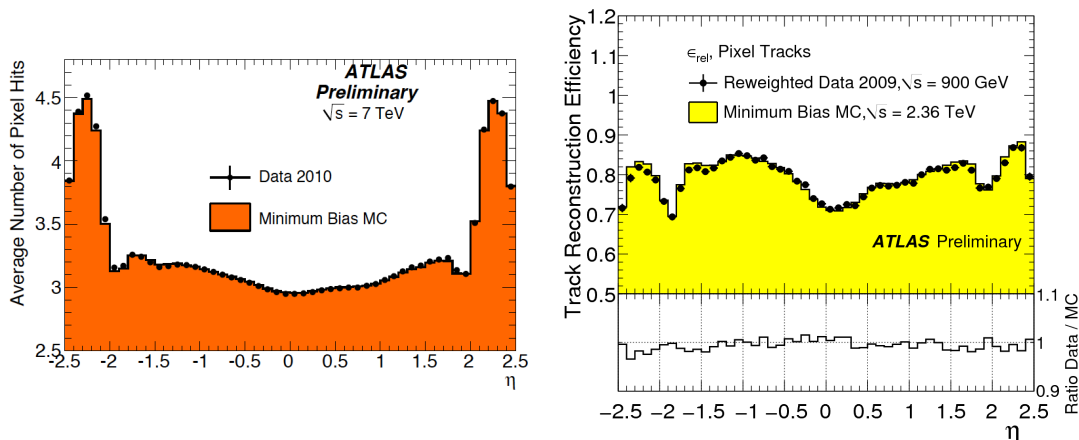 Average Number of Pixel Hits
4.5
4
3.5
3
2.5
ATLAS
Preliminary
√s = 7 TeV
Data 2010
Minimum Bias MC
-2.5 -2 -1.5 -1 -0.5 0 0.5 1 1.5 2 2.5
η
Track Reconstruction Efficiency
1.2
1.1
1
0.9
0.8
0.7
0.6
0.5
ϵrel, Pixel Tracks
Reweighted Data 2009,√s = 900 GeV
Minimum Bias MC,√s = 2.36 TeV
ATLAS Preliminary
1.1
1
0.9
Ratio Data / MC
−2.5 −2 −1.5 −1 −0.5 0 0.5 1 1.5 2 2.5
η